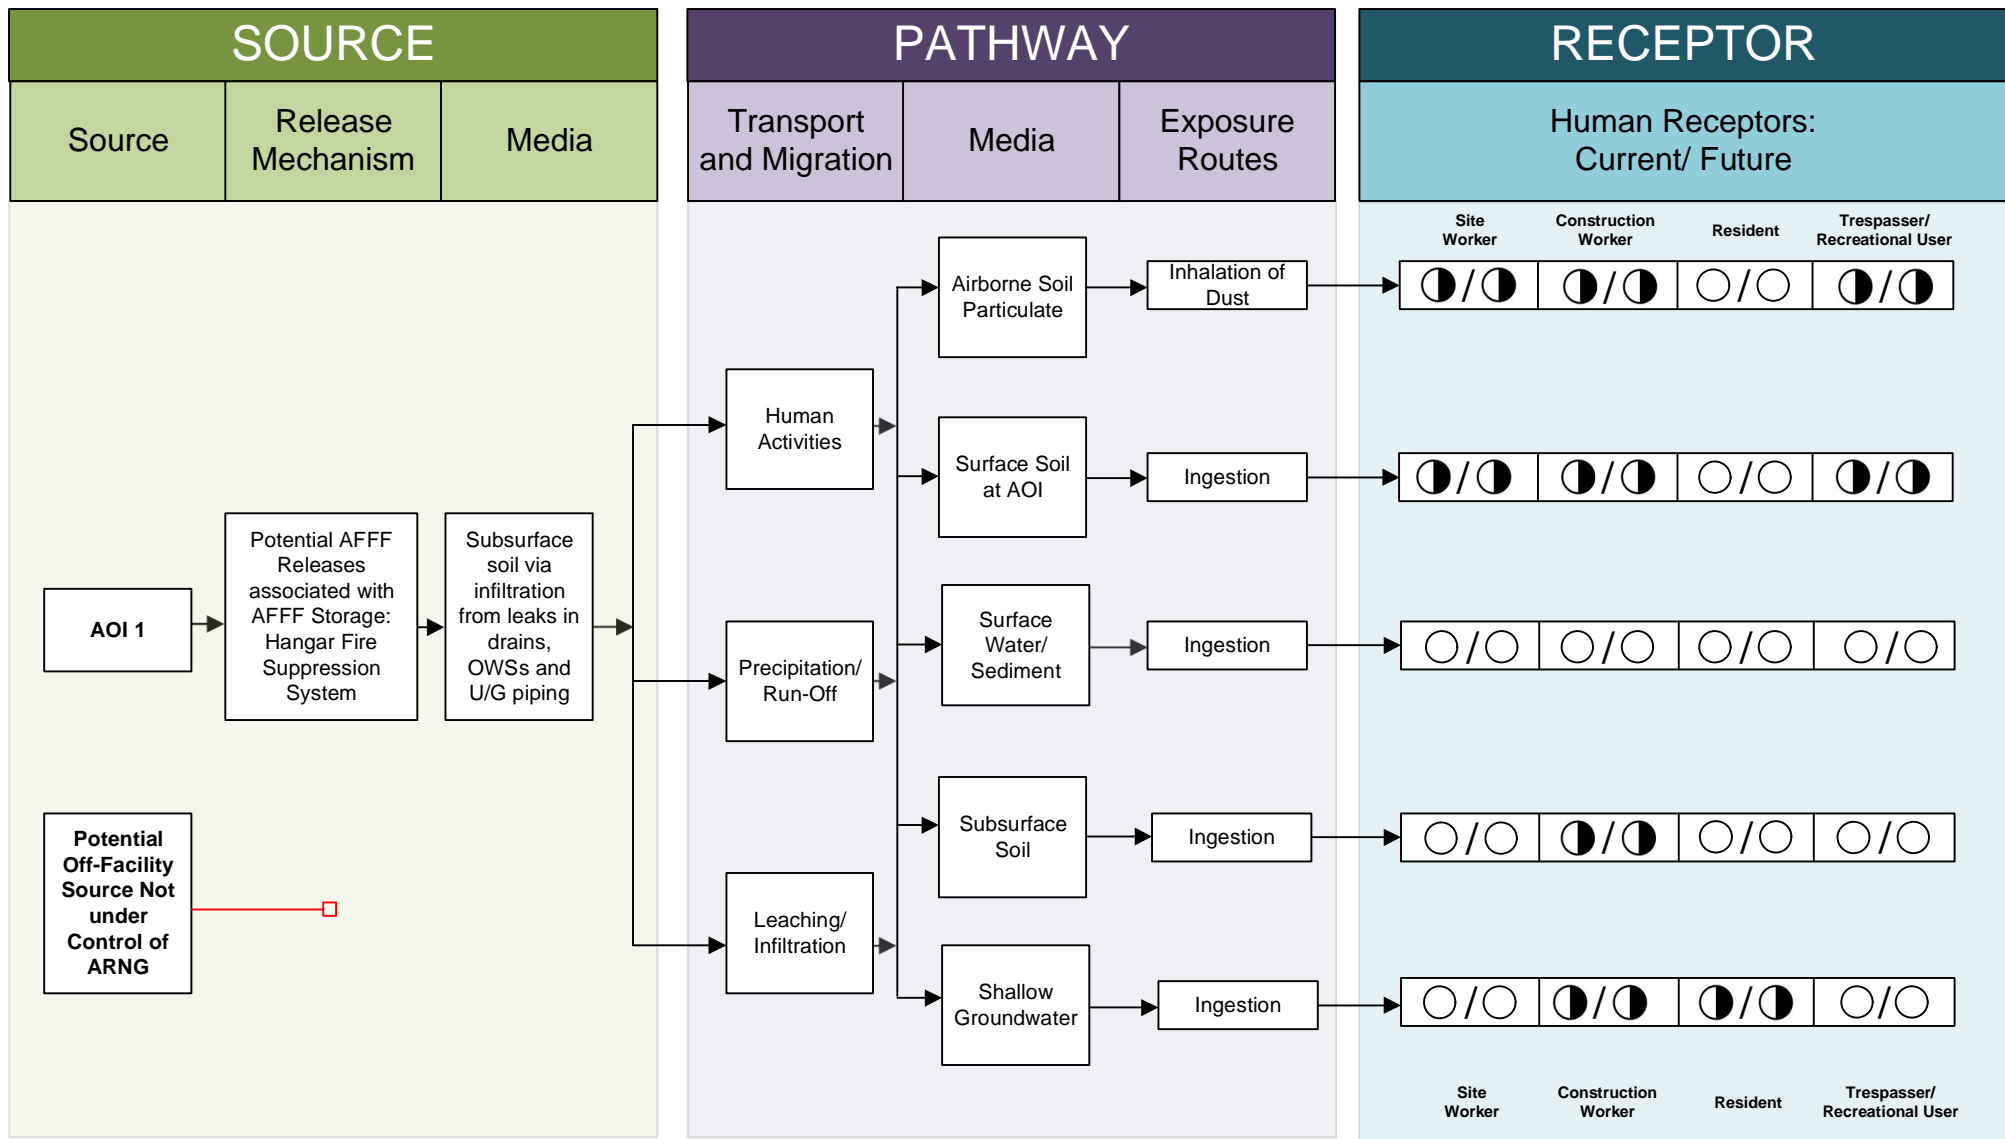 SOURCE
PATHWAY
RECEPTOR
Source
Release
Mechanism
Media
Transport
and Migration
Media
Exposure
Routes
Human Receptors:
Current/ Future
Site
Worker
Construction
Worker
Resident
Trespasser/
Recreational User
AOI 1
Potential AFFF
Releases
associated with
AFFF Storage:
Hangar Fire
Suppression
System
Subsurface
soil via
infiltration
from leaks in
drains,
OWSs and
U/G piping
Potential
Off-Facility
Source Not
under
Control of
ARNG
Human
Activities
Precipitation/
Run-Off
Leaching/
Infiltration
Airborne Soil
Particulate
Inhalation of
Dust
/
/
/
/
Surface Soil
at AOI
Ingestion
/
/
/
/
Surface
Water/
Sediment
Ingestion
/
/
/
/
Subsurface
Soil
Ingestion
/
/
/
/
Shallow
Groundwater
Ingestion
/
/
/
/
Site
Worker
Construction
Worker
Resident
Trespasser/
Recreational User